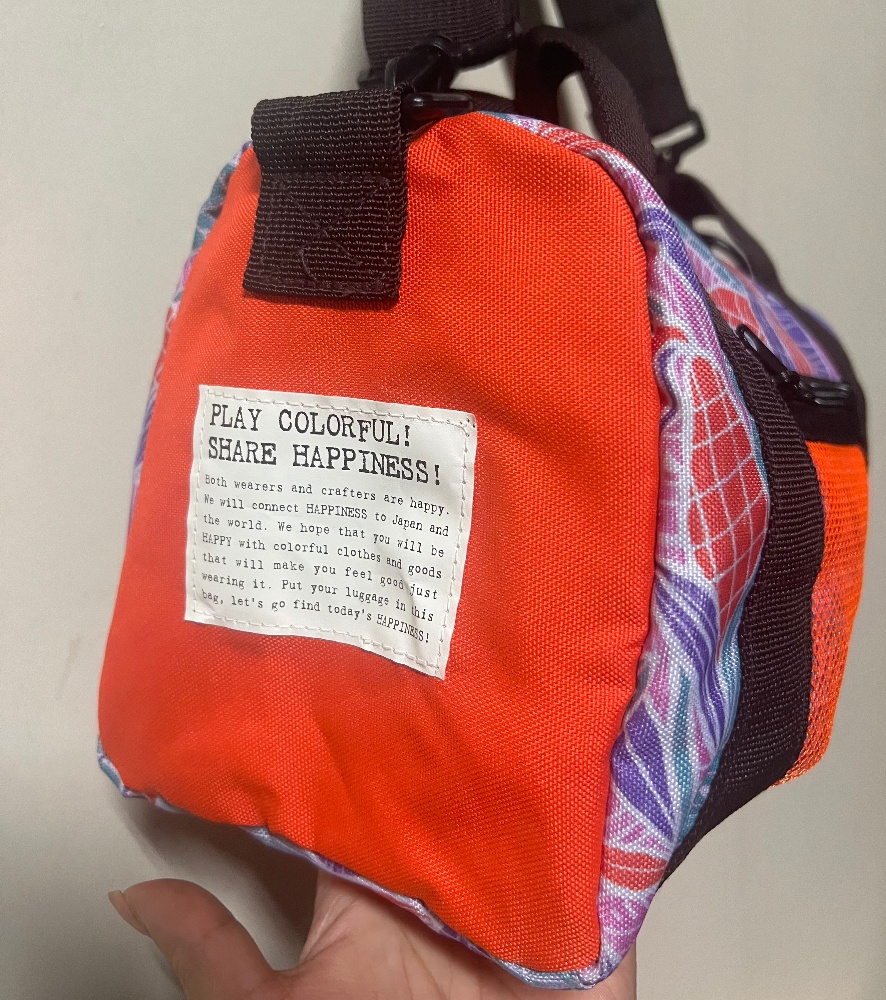 PLAY COLORFUL!
SHARE HAPPINESS!
Both wearers and crafters are happy.
We will connect HAPPINESS to Japan and
the world. We hope that you will be
HAPPY with colorful clothes and goods
that will make you feel good just
wearing it. Put your luggage in this
bag, let's go find today's HAPPINESS!